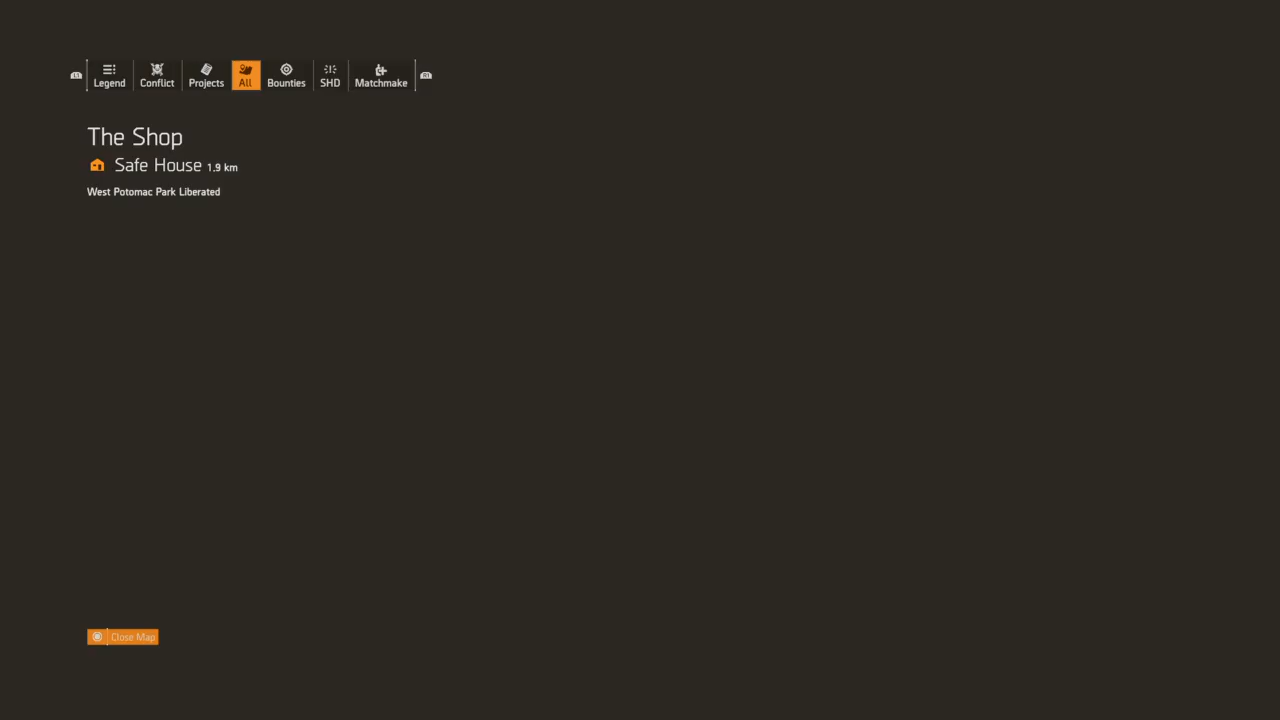 Legend Conflict Projects All Bounties SHD Matchmake
The Shop
Safe House 1.9 km
West Potomac Park Liberated
Close Map